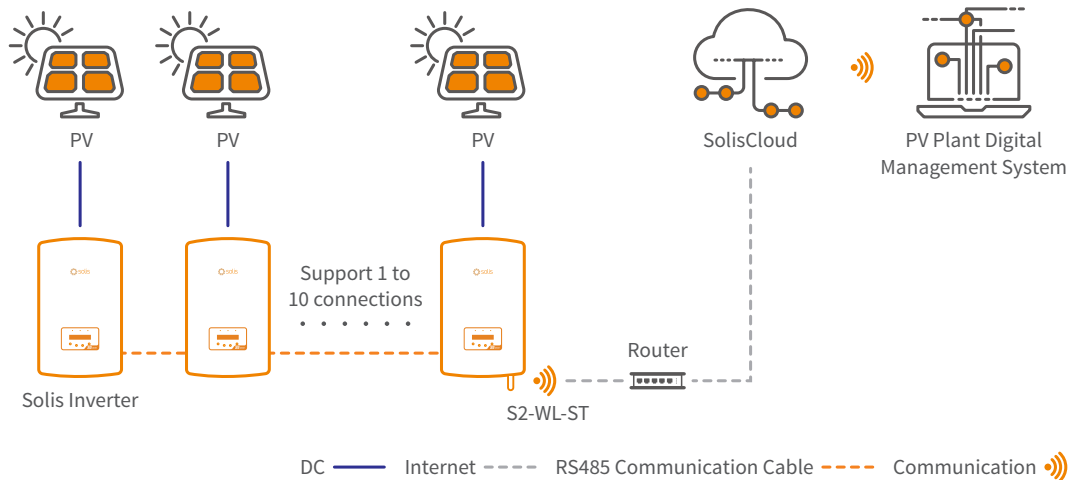 PV
PV
PV
SolisCloud
PV Plant Digital
Management System
solis
solis
solis
Support 1 to
10 connections
Router
Solis Inverter
S2-WL-ST
DC
Internet
RS485 Communication Cable
Communication